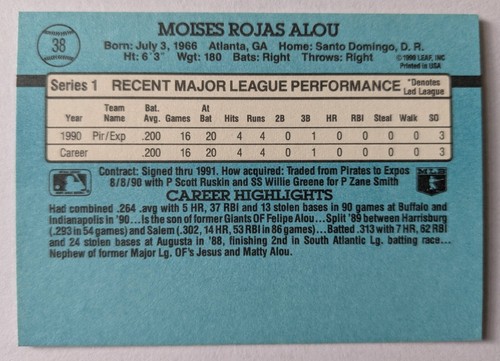 38
MOISES ROJAS ALOU
Born: July 3, 1966 Atlanta, GA Home: Santo Domingo, D. R.
Ht: 6'3" Wgt: 180 Bats: Right Throws: Right
©1990 LEAF, INC
Printed in USA
Series 1 RECENT MAJOR LEAGUE PERFORMANCE *Denotes Led League
Year Team Name Bat. Avg. Games At Bat Hits Runs 2B 3B HR RBI Steal Walk SO
1990 Pir/Exp .200 16 20 4 4 0 1 0 0 0 0 3
Career .200 16 20 4 4 0 1 0 0 0 0 3
Contract: Signed thru 1991. How acquired: Traded from Pirates to Expos
8/8/90 with P Scott Ruskin and SS Willie Greene for P Zane Smith
CAREER HIGHLIGHTS
Had combined .264 .avg with 5 HR, 37 RBI and 13 stolen bases in 90 games at Buffalo and
Indianapolis in '90... Is the son of former Giants OF Felipe Alou... Split '89 between Harrisburg
(.293 in 54 games) and Salem (.302, 14 HR, 53 RBI in 86 games)... Batted .313 with 7 HR, 62 RBI
and 24 stolen bases at Augusta in '88, finishing 2nd in South Atlantic Lg. batting race...
Nephew of former Major Lg. OF's Jesus and Matty Alou.
MLB